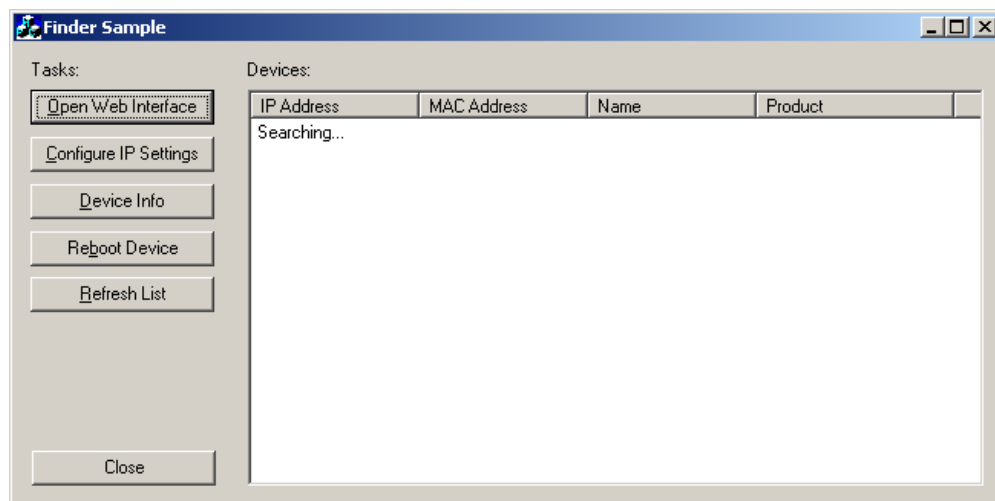 Finder Sample
Tasks:
Open Web Interface
Configure IP Settings
Device Info
Reboot Device
Refresh List
Close
Devices:
IP Address MAC Address Name Product
Searching...